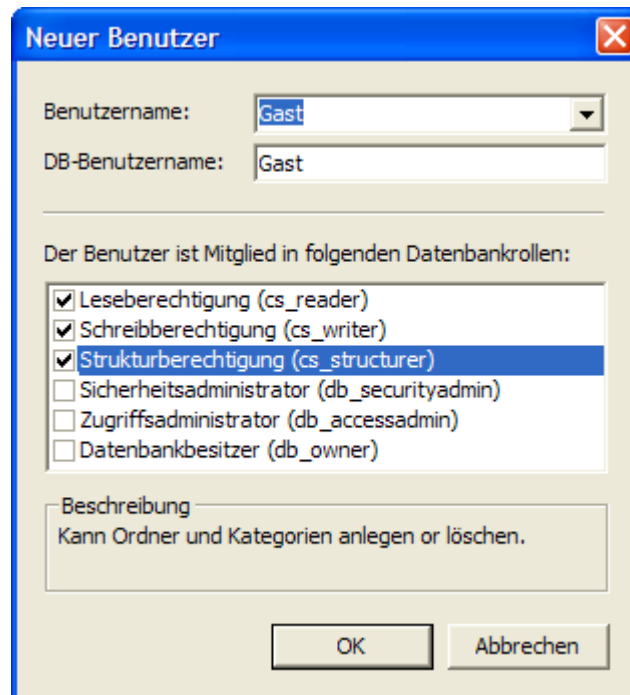 Neuer Benutzer
Benutzername: Gast
DB-Benutzername: Gast
Der Benutzer ist Mitglied in folgenden Datenbankrollen:
Leseberechtigung (cs_reader)
Schreibberechtigung (cs_writer)
Strukturberechtigung (cs_structurer)
Sicherheitsadministrator (db_securityadmin)
Zugriffsadministrator (db_accessadmin)
Datenbankbesitzer (db_owner)
Beschreibung
Kann Ordner und Kategorien anlegen or löschen.
OK Abbrechen